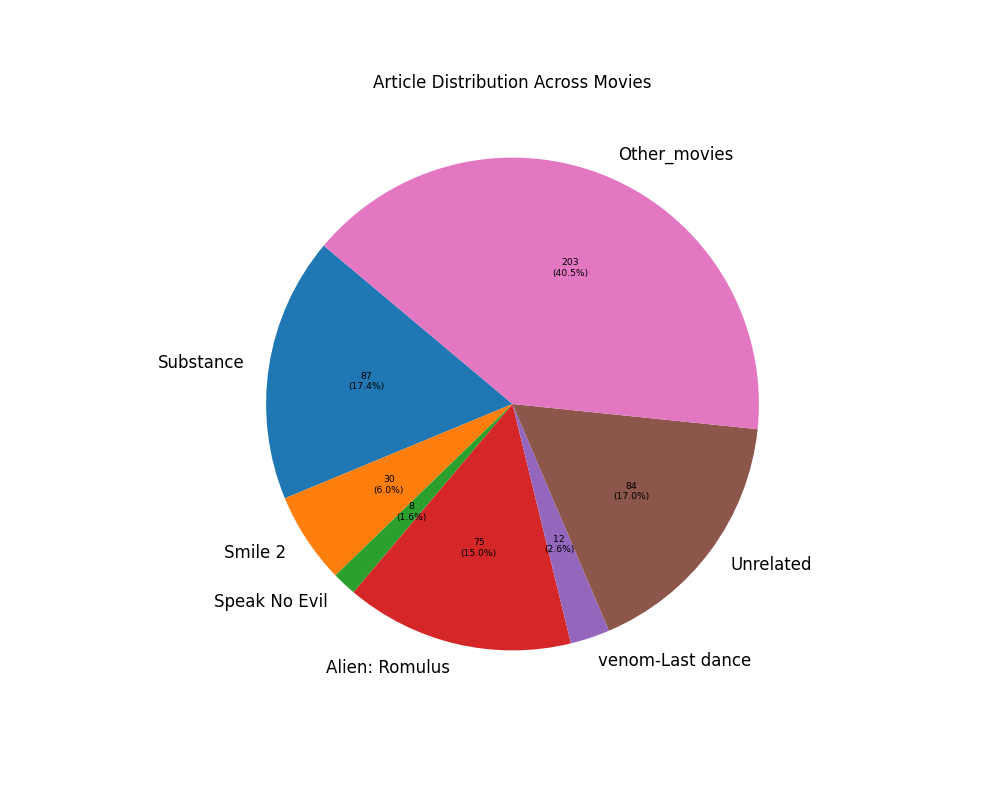 Article Distribution Across Movies
Other_movies
203
(40.5%)
Substance
87
(17.4%)
30
(6.0%)
Smile 2
8
(1.6%)
Speak No Evil
75
(15.0%)
Alien: Romulus
12
(2.6%)
venom-Last dance
84
(17.0%)
Unrelated